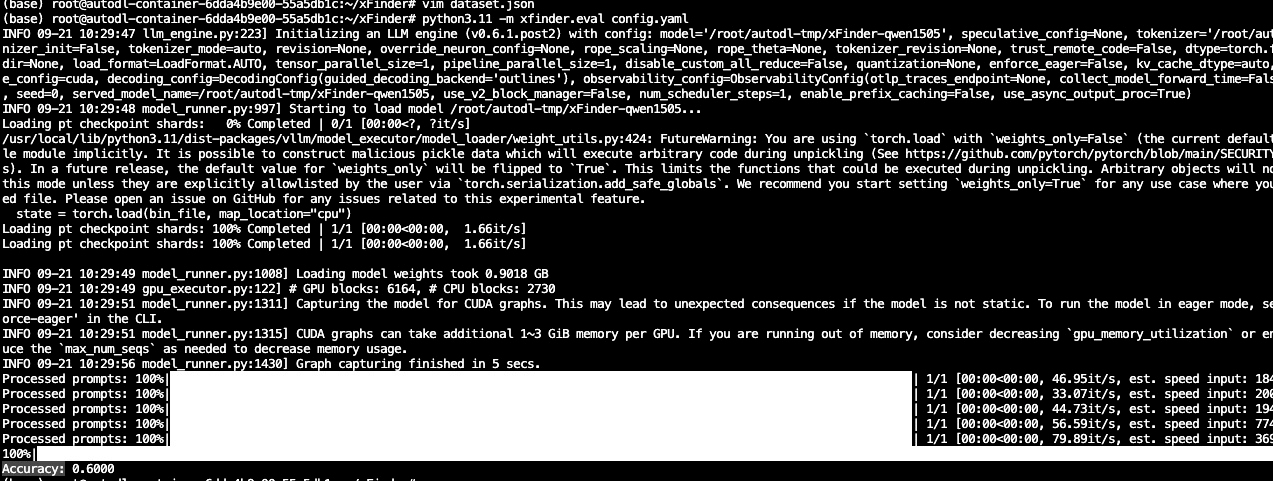 (base) root@autodl-container-6dda4b9e00-55a5db1c:~/xFinder# vim dataset.json
(base) root@autodl-container-6dda4b9e00-55a5db1c:~/xFinder# python3.11 -m xfinder.eval config.yaml
INFO 09-21 10:29:47 llm_engine.py:223] Initializing an LLM engine (v0.6.1.post2) with config: model='/root/autodl-tmp/xFinder-qwen1505', speculative_config=None, tokenizer='/root/aut
nizer_init=False, tokenizer_mode=auto, revision=None, override_neuron_config=None, rope_scaling=None, rope_theta=None, tokenizer_revision=None, trust_remote_code=False, dtype=torch.f
dir=None, load_format=LoadFormat.AUTO, tensor_parallel_size=1, pipeline_parallel_size=1, disable_custom_all_reduce=False, quantization=None, enforce_eager=False, kv_cache_dtype=auto,
e_config=cuda, decoding_config=DecodingConfig(guided_decoding_backend='outlines'), observability_config=ObservabilityConfig(otlp_traces_endpoint=None, collect_model_forward_time=Fals
, seed=0, served_model_name=/root/autodl-tmp/xFinder-qwen1505, use_v2_block_manager=False, num_scheduler_steps=1, enable_prefix_caching=False, use_async_output_proc=True)
INFO 09-21 10:29:48 model_runner.py:997] Starting to load model /root/autodl-tmp/xFinder-qwen1505...
Loading pt checkpoint shards:   0% Completed | 0/1 [00:00<?, ?it/s]
/usr/local/lib/python3.11/dist-packages/vllm/model_executor/model_loader/weight_utils.py:424: FutureWarning: You are using `torch.load` with `weights_only=False` (the current default
le module implicitly. It is possible to construct malicious pickle data which will execute arbitrary code during unpickling (See https://github.com/pytorch/pytorch/blob/main/SECURITY
s). In a future release, the default value for `weights_only` will be flipped to `True`. This limits the functions that could be executed during unpickling. Arbitrary objects will no
this mode unless they are explicitly allowlisted by the user via `torch.serialization.add_safe_globals`. We recommend you start setting `weights_only=True` for any use case where you
ed file. Please open an issue on GitHub for any issues related to this experimental feature.
  state = torch.load(bin_file, map_location="cpu")
Loading pt checkpoint shards: 100% Completed | 1/1 [00:00<00:00,  1.66it/s]
Loading pt checkpoint shards: 100% Completed | 1/1 [00:00<00:00,  1.66it/s]
INFO 09-21 10:29:49 model_runner.py:1008] Loading model weights took 0.9018 GB
INFO 09-21 10:29:49 gpu_executor.py:122] # GPU blocks: 6164, # CPU blocks: 2730
INFO 09-21 10:29:51 model_runner.py:1311] Capturing the model for CUDA graphs. This may lead to unexpected consequences if the model is not static. To run the model in eager mode, se
orce-eager' in the CLI.
INFO 09-21 10:29:51 model_runner.py:1315] CUDA graphs can take additional 1~3 GiB memory per GPU. If you are running out of memory, consider decreasing `gpu_memory_utilization` or en
uce the `max_num_seqs` as needed to decrease memory usage.
INFO 09-21 10:29:56 model_runner.py:1430] Graph capturing finished in 5 secs.
Processed prompts: 100%| | 1/1 [00:00<00:00, 46.95it/s, est. speed input: 184
Processed prompts: 100%| | 1/1 [00:00<00:00, 33.07it/s, est. speed input: 200
Processed prompts: 100%| | 1/1 [00:00<00:00, 44.73it/s, est. speed input: 194
Processed prompts: 100%| | 1/1 [00:00<00:00, 56.59it/s, est. speed input: 774
Processed prompts: 100%| | 1/1 [00:00<00:00, 79.89it/s, est. speed input: 369
100%|
Accuracy: 0.6000